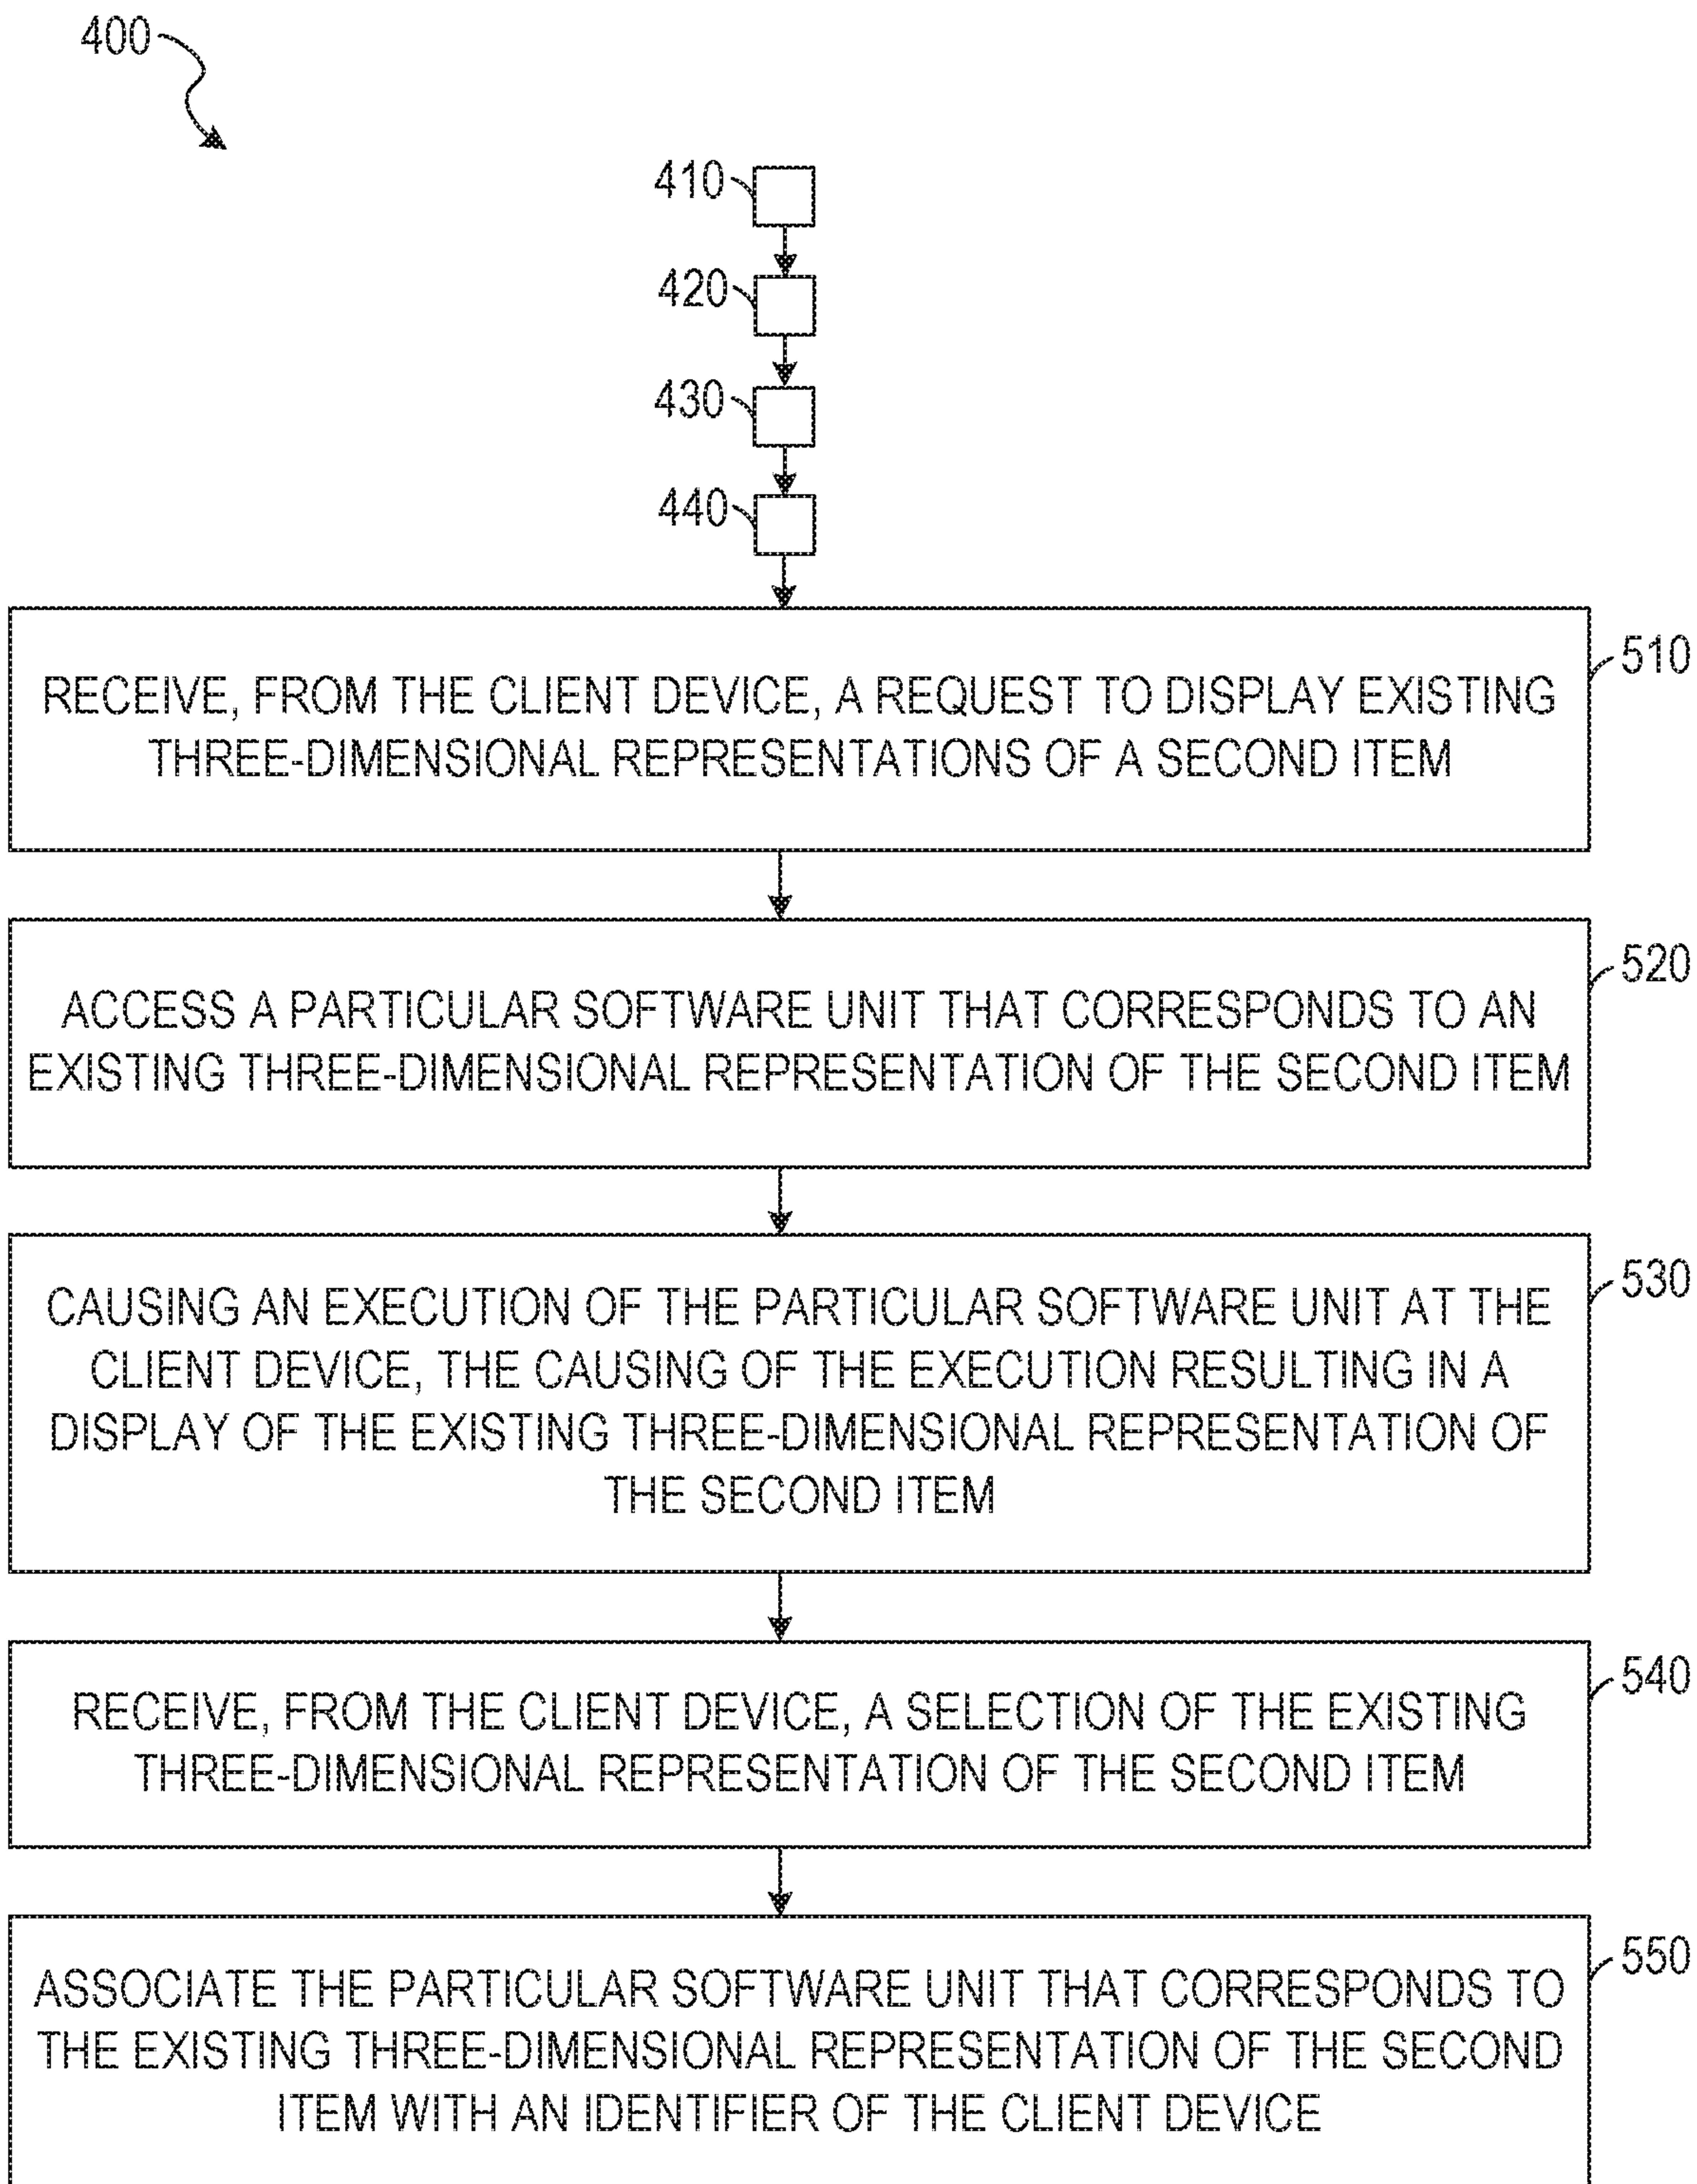 400
410
420
430
440
510
RECEIVE, FROM THE CLIENT DEVICE, A REQUEST TO DISPLAY EXISTING
THREE-DIMENSIONAL REPRESENTATIONS OF A SECOND ITEM
520
ACCESS A PARTICULAR SOFTWARE UNIT THAT CORRESPONDS TO AN
EXISTING THREE-DIMENSIONAL REPRESENTATION OF THE SECOND ITEM
530
CAUSING AN EXECUTION OF THE PARTICULAR SOFTWARE UNIT AT THE
CLIENT DEVICE, THE CAUSING OF THE EXECUTION RESULTING IN A
DISPLAY OF THE EXISTING THREE-DIMENSIONAL REPRESENTATION OF
THE SECOND ITEM
540
RECEIVE, FROM THE CLIENT DEVICE, A SELECTION OF THE EXISTING
THREE-DIMENSIONAL REPRESENTATION OF THE SECOND ITEM
550
ASSOCIATE THE PARTICULAR SOFTWARE UNIT THAT CORRESPONDS TO
THE EXISTING THREE-DIMENSIONAL REPRESENTATION OF THE SECOND
ITEM WITH AN IDENTIFIER OF THE CLIENT DEVICE